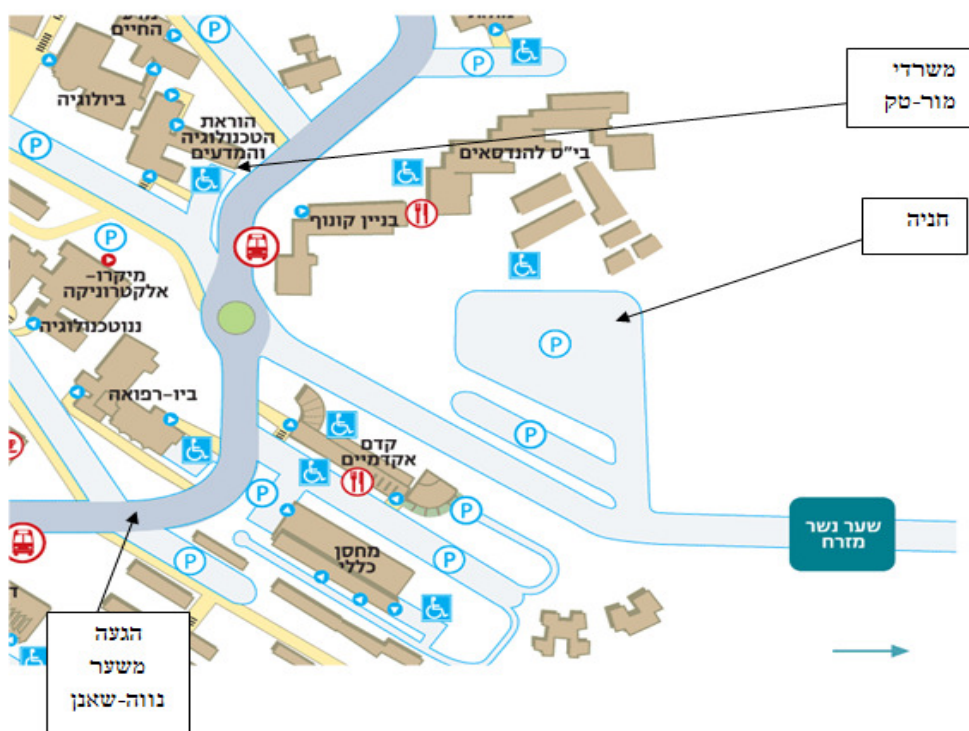 החיים
P
P
משרדי
מור-טק
ביולוגיה
הוראת
הטכנולוגיה
והמדעים
P
בי"ס להנדסאים
בניין קונוף
חניה
P
מיקרו-
אלקטרוניקה
ננוטכנולוגיה
P
ביו-רפואה
P
קדם
אקדמיים
P
P
שער נשר
מזרח
מחסן
כללי
P
P
הגעה
משער
נווה-שאנן